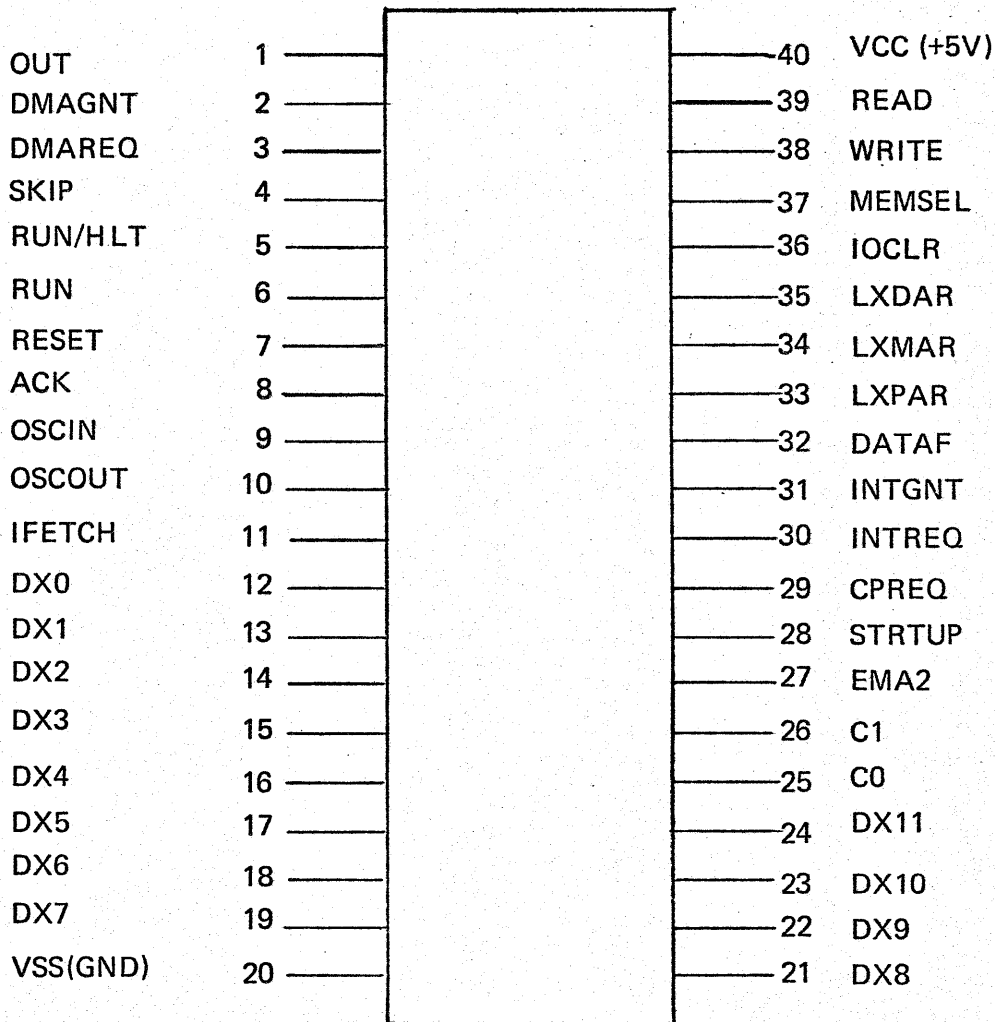 OUT 1 40 VCC (+5V)
DMAGNT 2 39 READ
DMAREQ 3 38 WRITE
SKIP 4 37 MEMSEL
RUN/HLT 5 36 IOCLR
RUN 6 35 LXDAR
RESET 7 34 LXMAR
ACK 8 33 LXPAR
OSCIN 9 32 DATAF
OSCOUT 10 31 INTGNT
IFETCH 11 30 INTREQ
DX0 12 29 CPREQ
DX1 13 28 STRTUP
DX2 14 27 EMA2
DX3 15 26 C1
DX4 16 25 C0
DX5 17 24 DX11
DX6 18 23 DX10
DX7 19 22 DX9
VSS(GND) 20 21 DX8